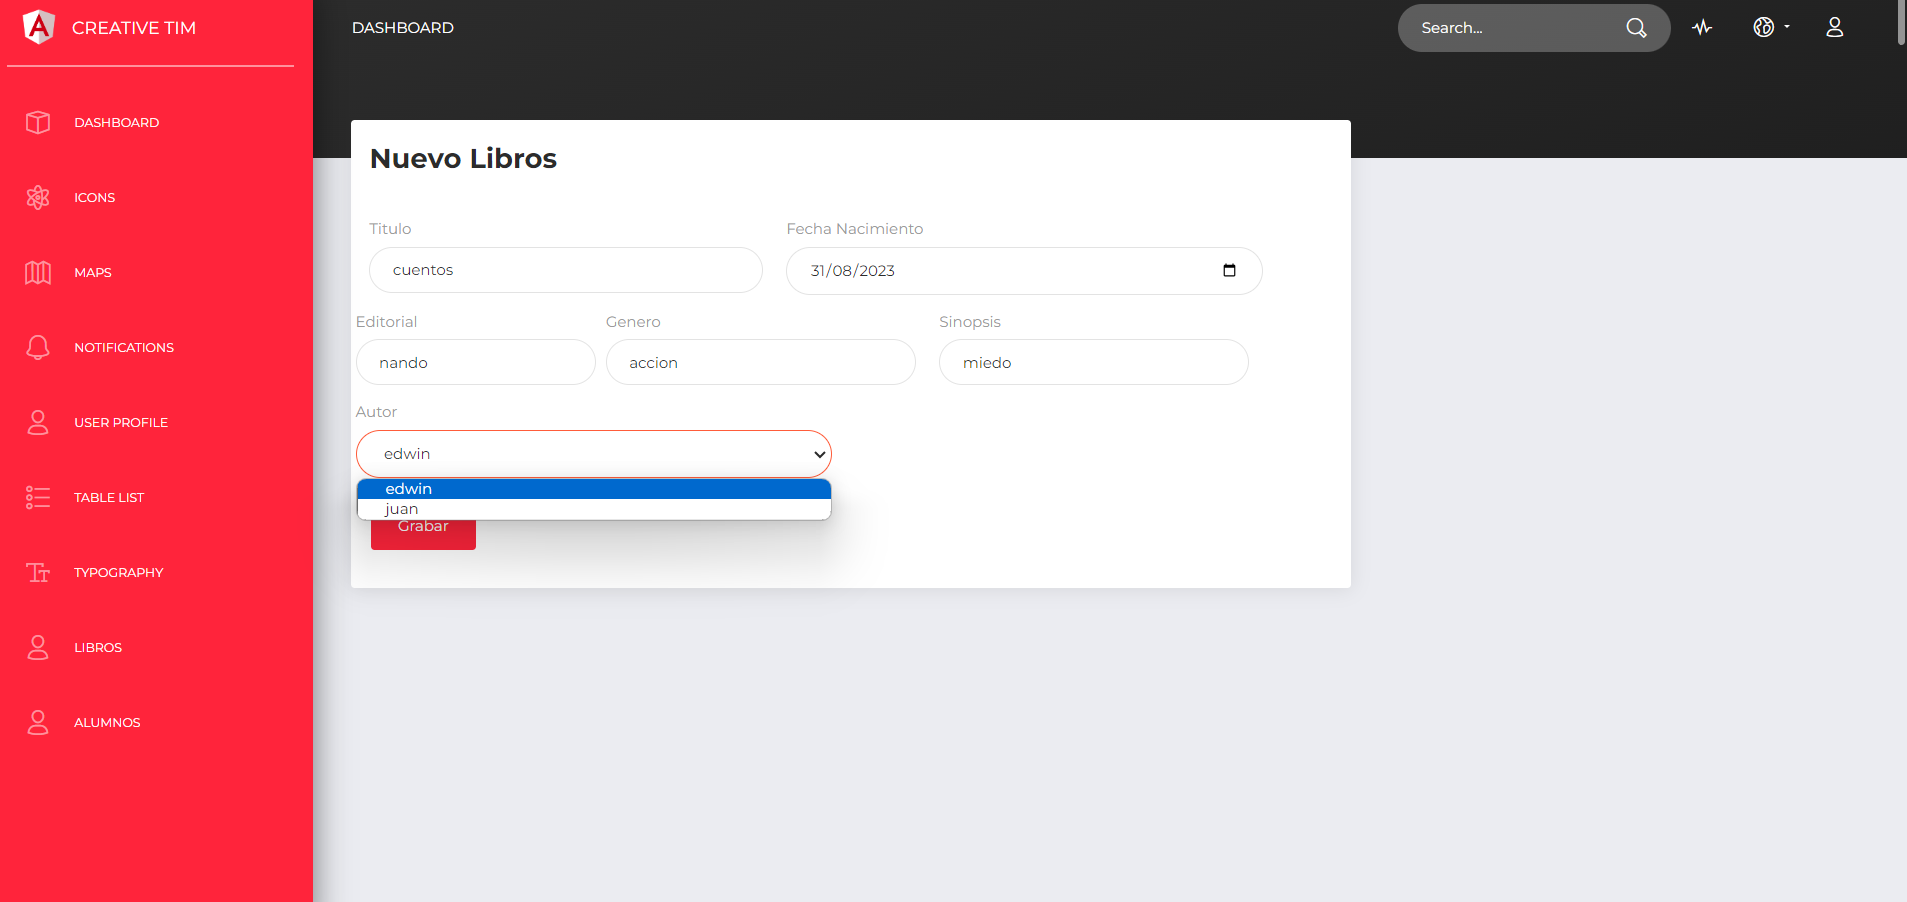 CREATIVE TIM
DASHBOARD
ICONS
MAPS
NOTIFICATIONS
USER PROFILE
TABLE LIST
TYPOGRAPHY
LIBROS
ALUMNOS
DASHBOARD
Search...
Nuevo Libros
Titulo
cuentos
Fecha Nacimiento
31/08/2023
Editorial
nando
Genero
accion
Sinopsis
miedo
Autor
edwin
edwin
juan
Grabar